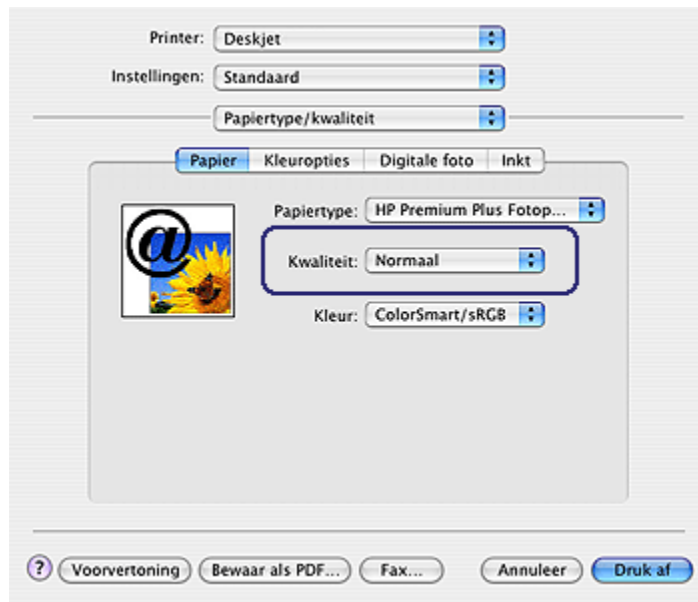 Printer: Deskjet
Instellingen: Standaard
Papiertype/kwaliteit
Papier Kleuropties Digitale foto Inkt
@
Papiertype: HP Premium Plus Fotop...
Kwaliteit: Normaal
Kleur: ColorSmart/sRGB
? Voorvertoning Bewaar als PDF... Fax... Annuleer Druk af